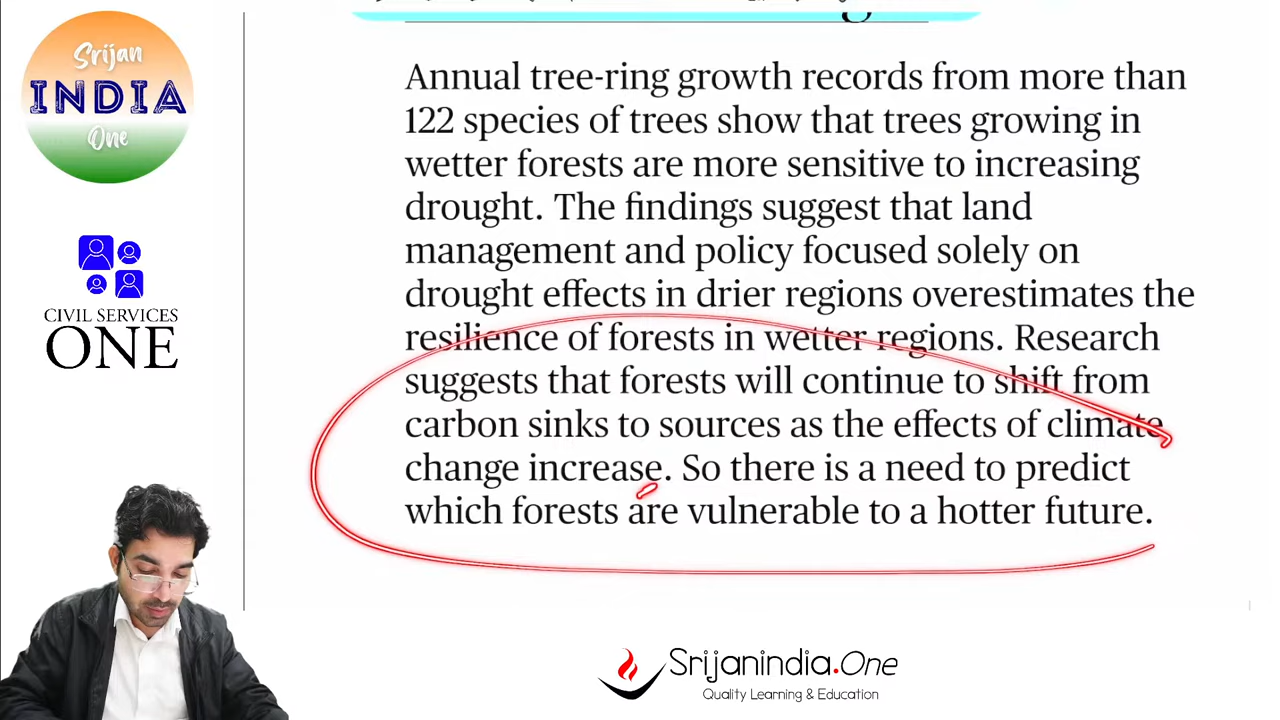 Srijan
INDIA
One
CIVIL SERVICES
ONE
Annual tree-ring growth records from more than
122 species of trees show that trees growing in
wetter forests are more sensitive to increasing
drought. The findings suggest that land
management and policy focused solely on
drought effects in drier regions overestimates the
resilience of forests in wetter regions. Research
suggests that forests will continue to shift from
carbon sinks to sources as the effects of climate
change increase. So there is a need to predict
which forests are vulnerable to a hotter future.
Srijanindia.One
Quality Learning & Education